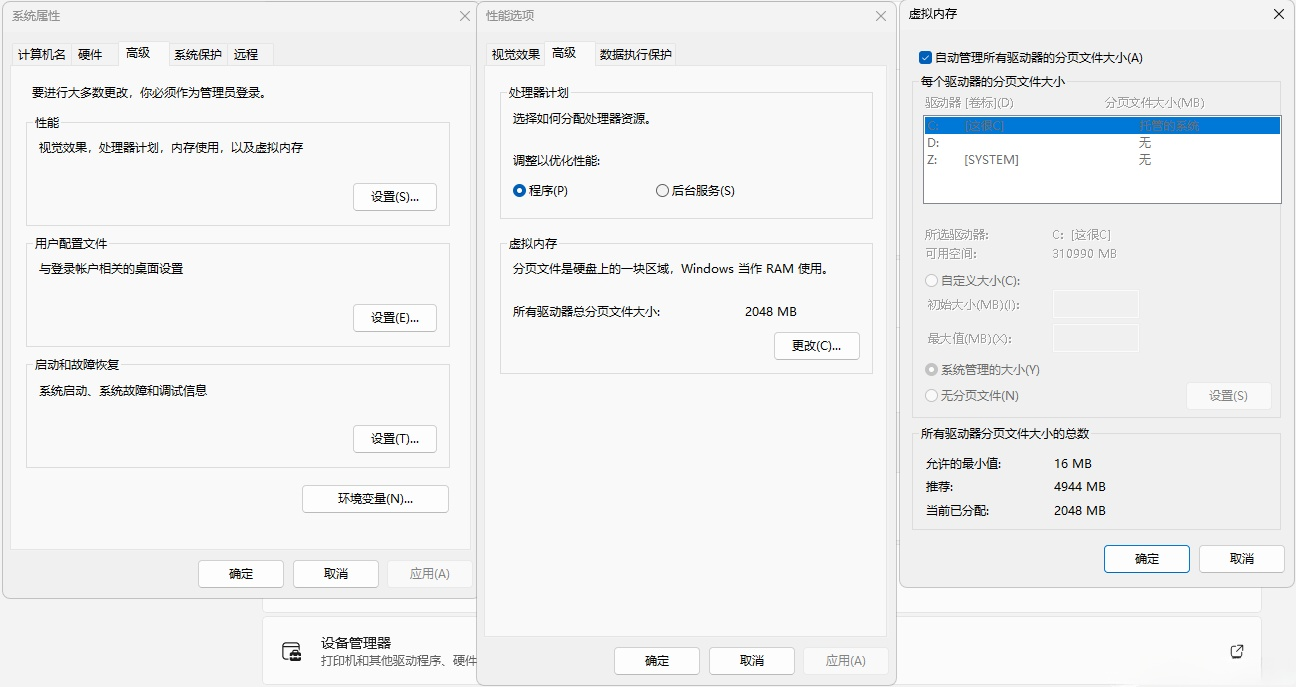 系统属性
计算机名
硬件
高级
系统保护
远程
要进行大多数更改，你必须作为管理员登录。
性能
视觉效果，处理器计划，内存使用，以及虚拟内存
设置(S)...
用户配置文件
与登录帐户相关的桌面设置
设置(E)...
启动和故障恢复
系统启动、系统故障和调试信息
设置(T)...
环境变量(N)...
确定
取消
应用(A)
设备管理器
打印机和其他驱动程序、硬件
性能选项
视觉效果
高级
数据执行保护
处理器计划
选择如何分配处理器资源。
调整以优化性能:
程序(P)
后台服务(S)
虚拟内存
分页文件是硬盘上的一块区域，Windows 当作 RAM 使用。
所有驱动器总分页文件大小:
2048 MB
更改(C)...
确定
取消
应用(A)
虚拟内存
自动管理所有驱动器的分页文件大小(A)
每个驱动器的分页文件大小
驱动器 [卷标](D)
分页文件大小(MB)
C: [这很C] 托管的系统
D: 无
Z: [SYSTEM] 无
所选驱动器: C: [这很C]
可用空间: 310990 MB
自定义大小(C):
初始大小(MB)(I):
最大值(MB)(X):
系统管理的大小(Y)
无分页文件(N)
设置(S)
所有驱动器分页文件大小的总数
允许的最小值: 16 MB
推荐: 4944 MB
当前已分配: 2048 MB
确定
取消